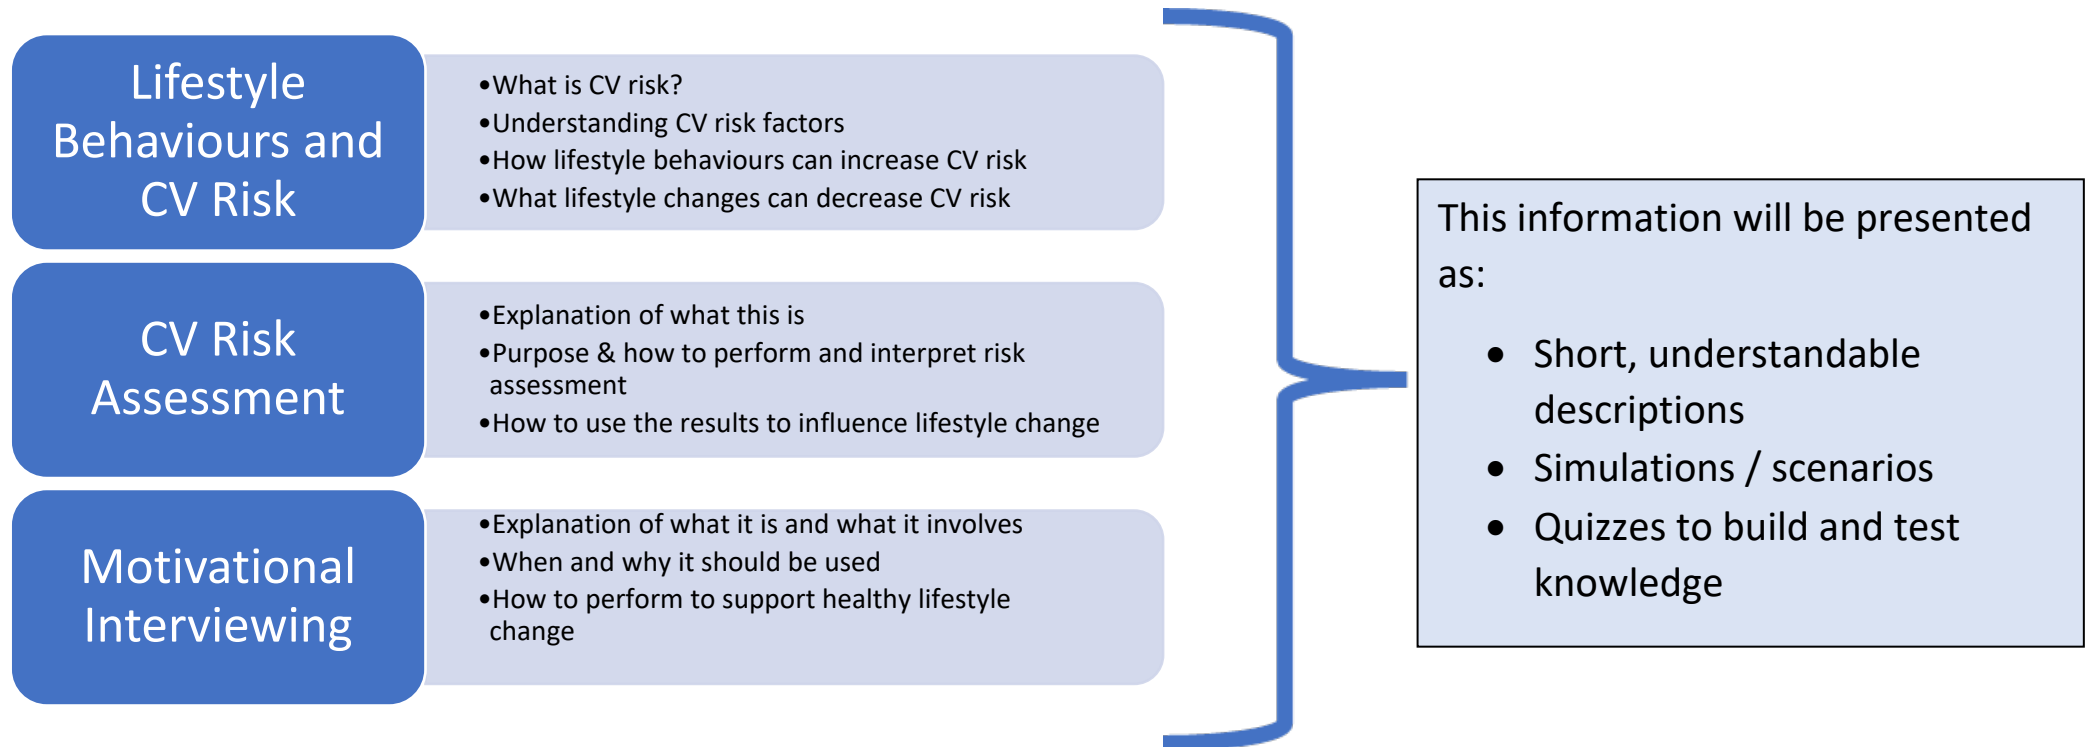 Lifestyle
Behaviours and
CV Risk
•What is CV risk?
•Understanding CV risk factors
•How lifestyle behaviours can increase CV risk
•What lifestyle changes can decrease CV risk
CV Risk
Assessment
•Explanation of what this is
•Purpose & how to perform and interpret risk
assessment
•How to use the results to influence lifestyle change
Motivational
Interviewing
•Explanation of what it is and what it involves
•When and why it should be used
•How to perform to support healthy lifestyle
change
This information will be presented
as:
• Short, understandable
descriptions
• Simulations / scenarios
• Quizzes to build and test
knowledge